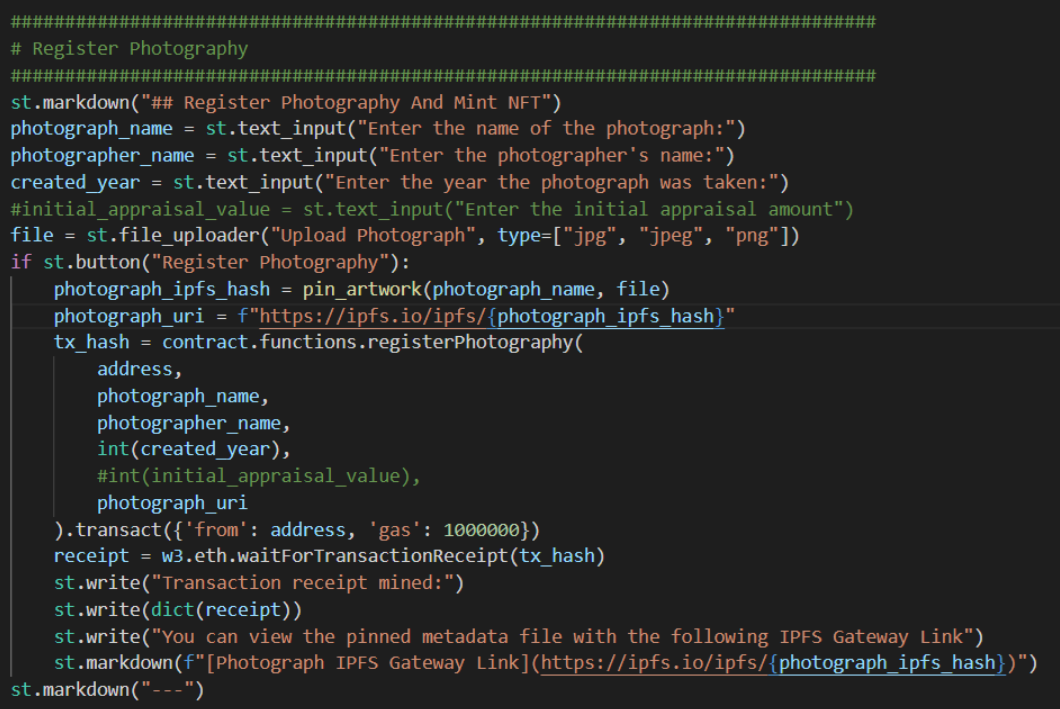 ################################################################################
# Register Photography
################################################################################
st.markdown("## Register Photography And Mint NFT")
photograph_name = st.text_input("Enter the name of the photograph:")
photographer_name = st.text_input("Enter the photographer's name:")
created_year = st.text_input("Enter the year the photograph was taken:")
#initial_appraisal_value = st.text_input("Enter the initial appraisal amount")
file = st.file_uploader("Upload Photograph", type=["jpg", "jpeg", "png"])
if st.button("Register Photography"):
    photograph_ipfs_hash = pin_artwork(photograph_name, file)
    photograph_uri = f"https://ipfs.io/ipfs/{photograph_ipfs_hash}"
    tx_hash = contract.functions.registerPhotography(
        address,
        photograph_name,
        photographer_name,
        int(created_year),
        #int(initial_appraisal_value),
        photograph_uri
    ).transact({'from': address, 'gas': 1000000})
    receipt = w3.eth.waitForTransactionReceipt(tx_hash)
    st.write("Transaction receipt mined:")
    st.write(dict(receipt))
    st.write("You can view the pinned metadata file with the following IPFS Gateway Link")
    st.markdown(f"[Photograph IPFS Gateway Link](https://ipfs.io/ipfs/{photograph_ipfs_hash})")
st.markdown("---")